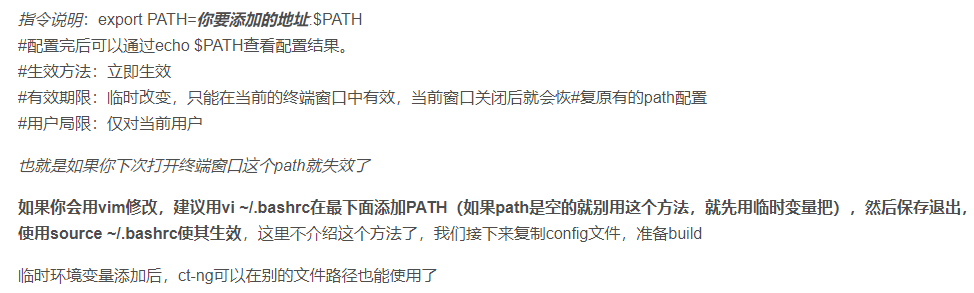 指令说明：export PATH=你要添加的地址:$PATH
#配置完后可以通过echo $PATH查看配置结果。
#生效方法：立即生效
#有效期限：临时改变，只能在当前的终端窗口中有效，当前窗口关闭后就会恢#复原有的path配置
#用户局限：仅对当前用户
也就是如果你下次打开终端窗口这个path就失效了
如果你会用vim修改，建议用vi ~/.bashrc在最下面添加PATH（如果path是空的就别用这个方法，就先用临时变量把），然后保存退出，
使用source ~/.bashrc使其生效，这里不介绍这个方法了，我们接下来复制config文件，准备build
临时环境变量添加后，ct-ng可以在别的文件路径也能使用了